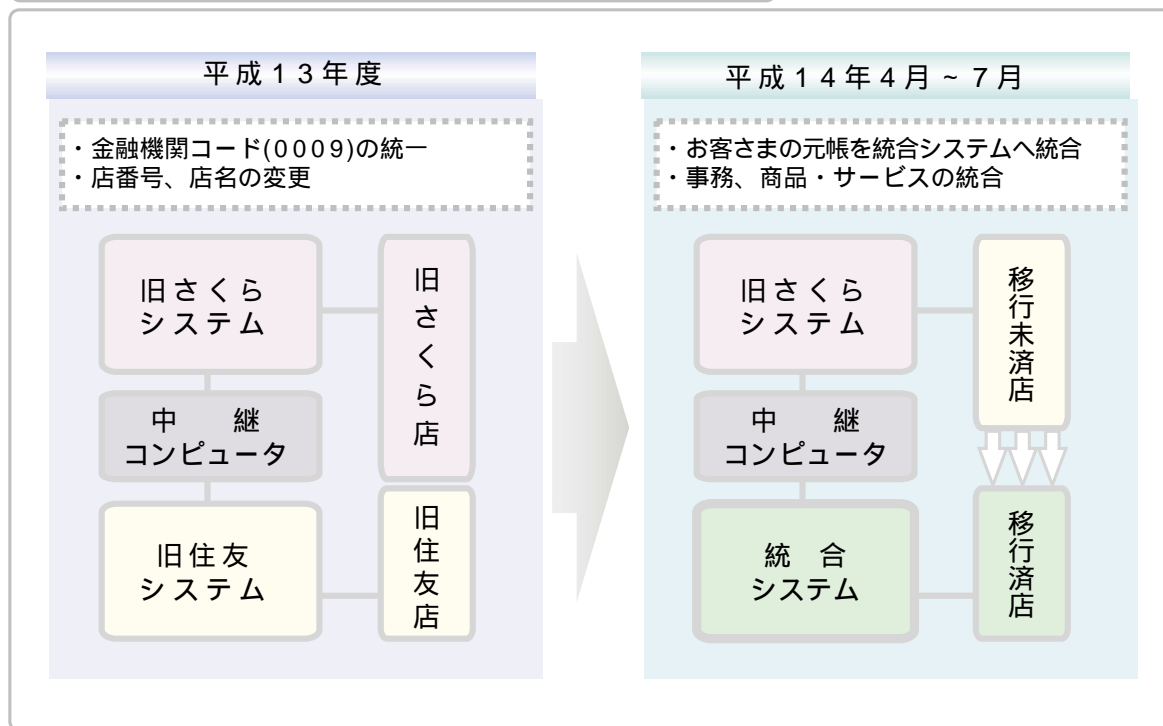 平成１３年度
・金融機関コード(０００９)の統一
・店番号、店名の変更
旧さくら
システム
旧さくら店
中　　継
コンピュータ
旧住友
システム
旧住友店
平成１４年４月～７月
・お客さまの元帳を統合システムへ統合
・事務、商品・サービスの統合
旧さくら
システム
移行未済店
中　　継
コンピュータ
統　合
システム
移行済店